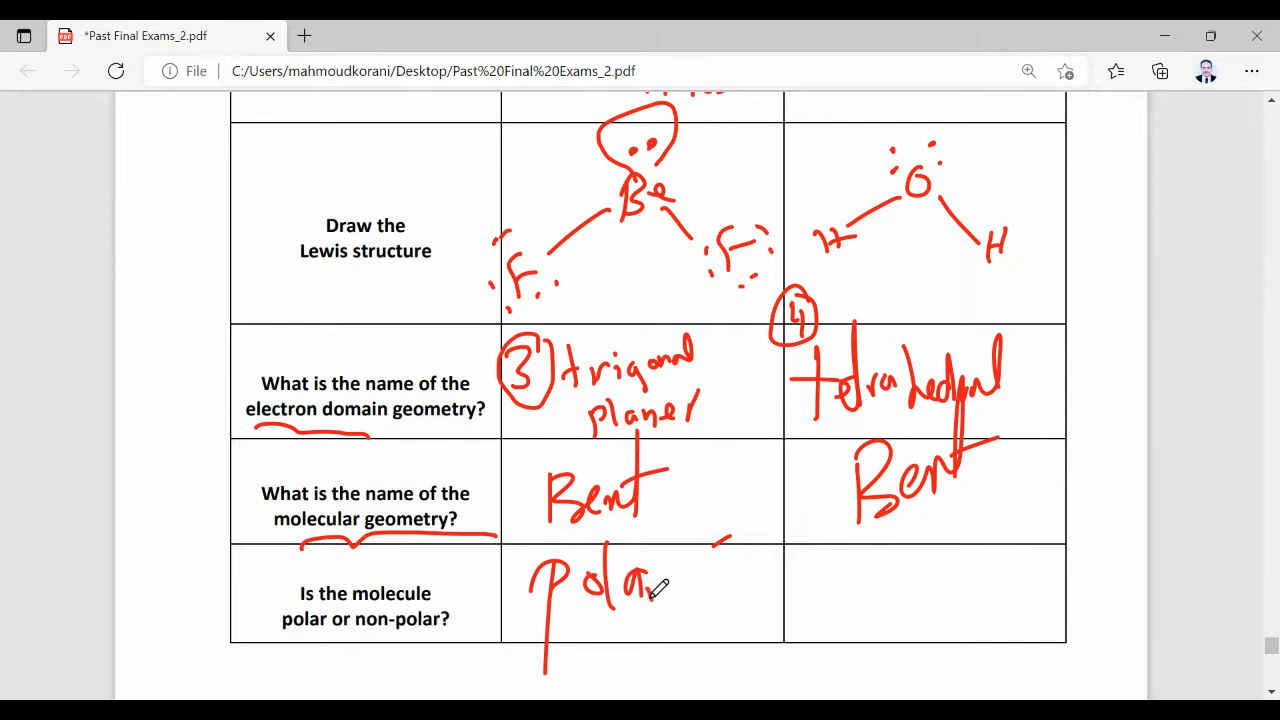 *Past Final Exams_2.pdf
File C:/Users/mahmoudkorani/Desktop/Past%20Final%20Exams_2.pdf
Draw the
Lewis structure
Be
F
F
O
H
H
What is the name of the
electron domain geometry?
3 trigonal
planer
4
tetrahedral
What is the name of the
molecular geometry?
Bent
Bent
Is the molecule
polar or non-polar?
polar